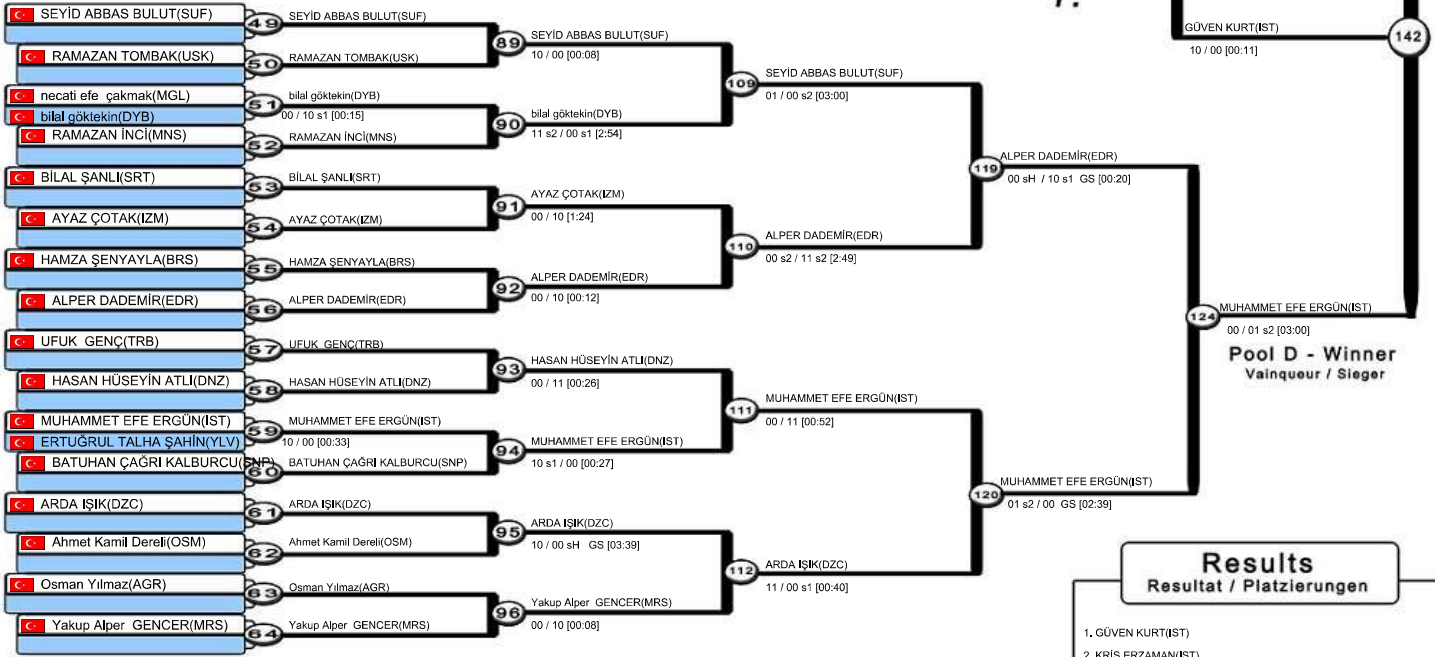 SEYİD ABBAS BULUT(SUF)
49
RAMAZAN TOMBAK(USK)
50
necati efe çakmak(MGL)
bilal göktekin(DYB)
51
RAMAZAN İNCİ(MNS)
52
BİLAL ŞANLI(SRT)
53
AYAZ ÇOTAK(IZM)
54
HAMZA ŞENYAYLA(BRS)
55
ALPER DADEMİR(EDR)
56
UFUK GENÇ(TRB)
57
HASAN HÜSEYİN ATLI(DNZ)
58
MUHAMMET EFE ERGÜN(IST)
ERTUĞRUL TALHA ŞAHİN(YLV)
59
BATUHAN ÇAĞRI KALBURCU(SNP)
60
ARDA IŞIK(DZC)
61
Ahmet Kamil Dereli(OSM)
62
Osman Yılmaz(AGR)
63
Yakup Alper GENCER(MRS)
64
SEYİD ABBAS BULUT(SUF)
89
RAMAZAN TOMBAK(USK)
bilal göktekin(DYB)
00 / 10 s1 [00:15]
90
RAMAZAN İNCİ(MNS)
BİLAL ŞANLI(SRT)
91
AYAZ ÇOTAK(IZM)
HAMZA ŞENYAYLA(BRS)
92
ALPER DADEMİR(EDR)
UFUK GENÇ(TRB)
93
HASAN HÜSEYİN ATLI(DNZ)
MUHAMMET EFE ERGÜN(IST)
10 / 00 [00:33]
94
BATUHAN ÇAĞRI KALBURCU(SNP)
ARDA IŞIK(DZC)
95
Ahmet Kamil Dereli(OSM)
Osman Yılmaz(AGR)
96
Yakup Alper GENCER(MRS)
SEYİD ABBAS BULUT(SUF)
10 / 00 [00:08]
109
bilal göktekin(DYB)
11 s2 / 00 s1 [2:54]
AYAZ ÇOTAK(IZM)
00 / 10 [1:24]
110
ALPER DADEMİR(EDR)
00 / 10 [00:12]
HASAN HÜSEYİN ATLI(DNZ)
00 / 11 [00:26]
111
MUHAMMET EFE ERGÜN(IST)
10 s1 / 00 [00:27]
ARDA IŞIK(DZC)
10 / 00 sH GS [03:39]
112
Yakup Alper GENCER(MRS)
00 / 10 [00:08]
SEYİD ABBAS BULUT(SUF)
01 / 00 s2 [03:00]
119
ALPER DADEMİR(EDR)
00 s2 / 11 s2 [2:49]
MUHAMMET EFE ERGÜN(IST)
00 / 11 [00:52]
120
ARDA IŞIK(DZC)
11 / 00 s1 [00:40]
ALPER DADEMİR(EDR)
00 sH / 10 s1 GS [00:20]
124
MUHAMMET EFE ERGÜN(IST)
01 s2 / 00 GS [02:39]
GÜVEN KURT(IST)
10 / 00 [00:11]
142
MUHAMMET EFE ERGÜN(IST)
00 / 01 s2 [03:00]
Pool D - Winner
Vainqueur / Sieger
Results
Resultat / Platzierungen
1. GÜVEN KURT(IST)
2. KRİS ERZAMAN(IST)